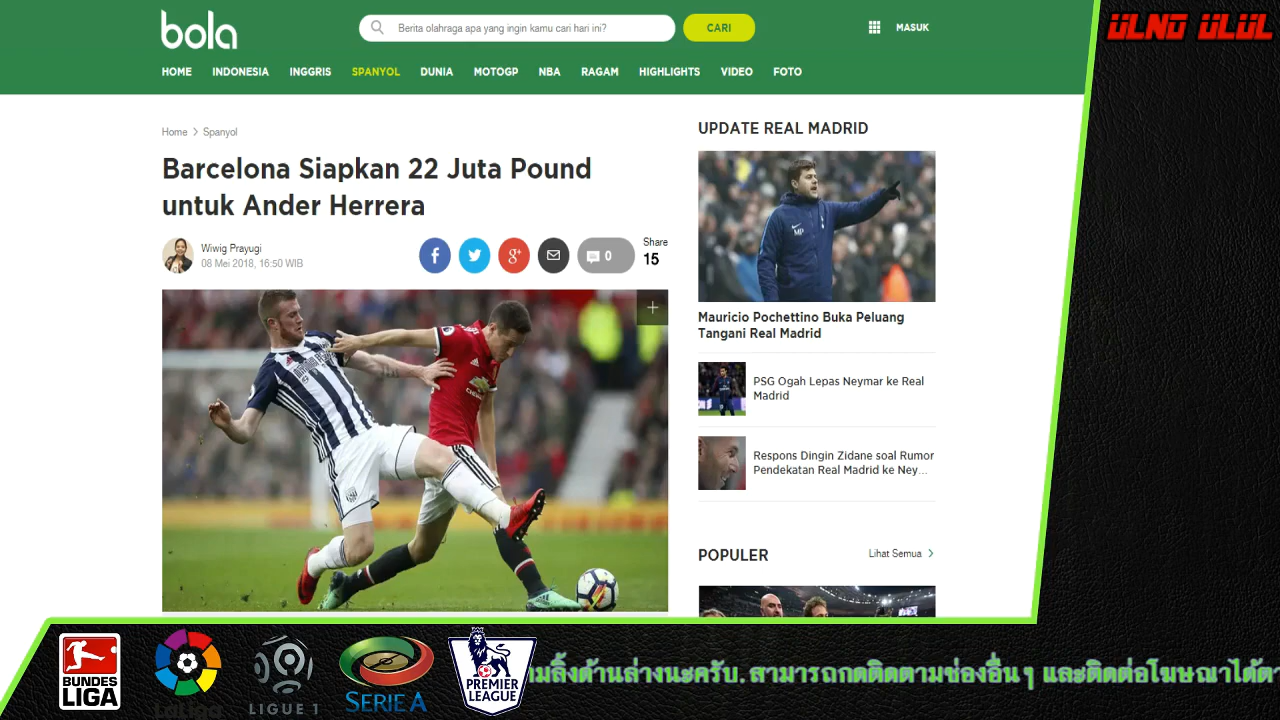 bola
Berita olahraga apa yang ingin kamu cari hari ini?
CARI
MASUK
HOME INDONESIA INGGRIS SPANYOL DUNIA MOTOGP NBA RAGAM HIGHLIGHTS VIDEO FOTO
Home > Spanyol
Barcelona Siapkan 22 Juta Pound
untuk Ander Herrera
Wiwig Prayugi
08 Mei 2018, 16:50 WIB
0
Share
15
UPDATE REAL MADRID
Mauricio Pochettino Buka Peluang
Tangani Real Madrid
PSG Ogah Lepas Neymar ke Real
Madrid
Respons Dingin Zidane soal Rumor
Pendekatan Real Madrid ke Ney...
POPULER
Lihat Semua >
BUNDES
LIGA
LaLiga
LIGUE 1
SERIE A
PREMIER
LEAGUE
ามลิ้งด้านล่างนะครับ. สามารถกดติดตามช่องอื่นๆ และติดต่อโฆษณาได้ต